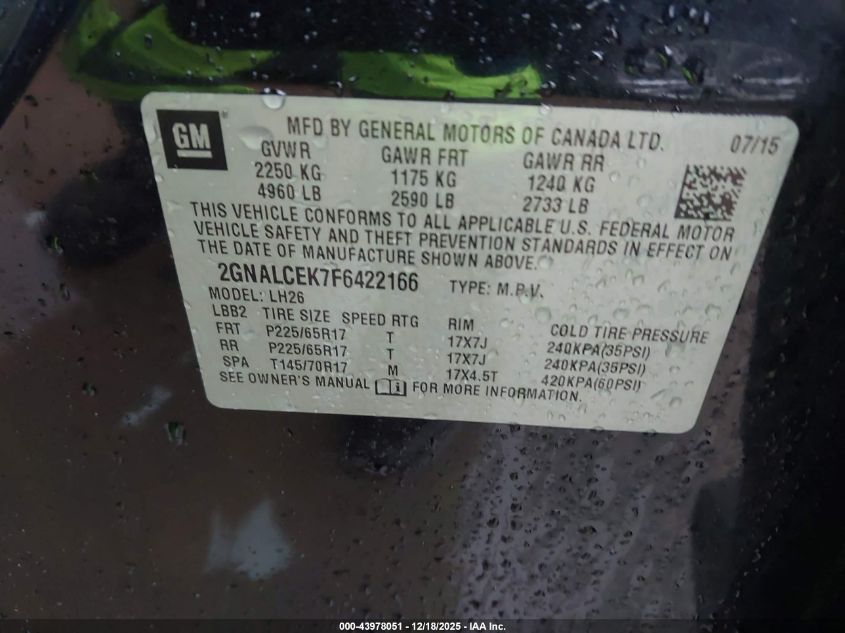 GM
MFD BY GENERAL MOTORS OF CANADA LTD. 07/15
GVWR GAWR FRT GAWR RR
2250 KG 1175 KG 1240 KG
4960 LB 2590 LB 2733 LB
THIS VEHICLE CONFORMS TO ALL APPLICABLE U.S. FEDERAL MOTOR
VEHICLE SAFETY AND THEFT PREVENTION STANDARDS IN EFFECT ON
THE DATE OF MANUFACTURE SHOWN ABOVE.
2GNALCEK7F6422166 TYPE: M.P.V.
MODEL: LH26
LBB2 TIRE SIZE SPEED RTG RIM COLD TIRE PRESSURE
FRT P225/65R17 T 17X7J 240KPA(35PSI)
RR P225/65R17 T 17X7J 240KPA(35PSI)
SPA T145/70R17 M 17X4.5T 420KPA(60PSI)
SEE OWNER'S MANUAL FOR MORE INFORMATION.
000-43978051 - 12/18/2025 - IAA Inc.